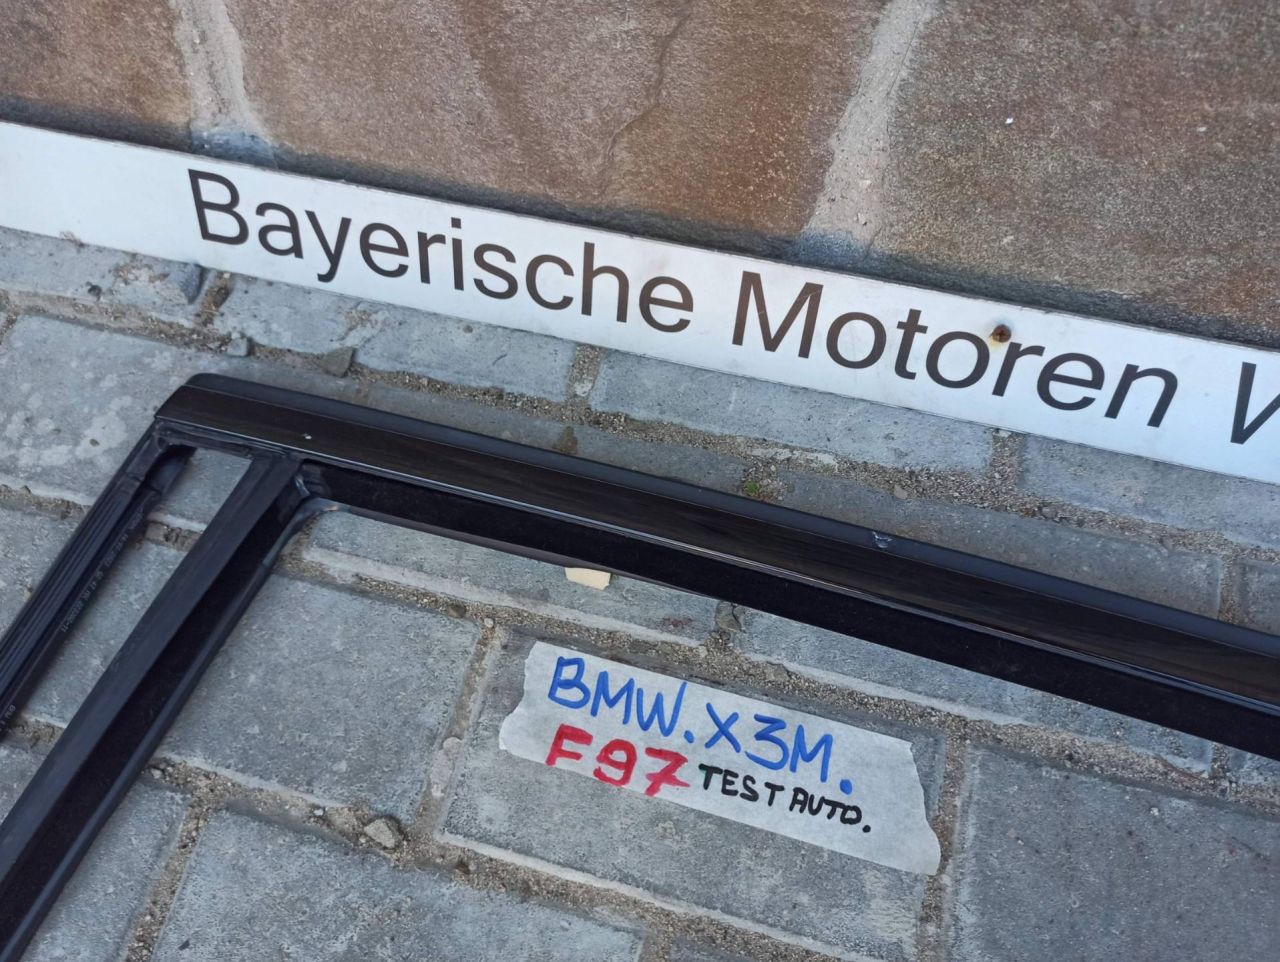 Bayerische Motoren
BMW. X3M.
F97 TEST AUTO.